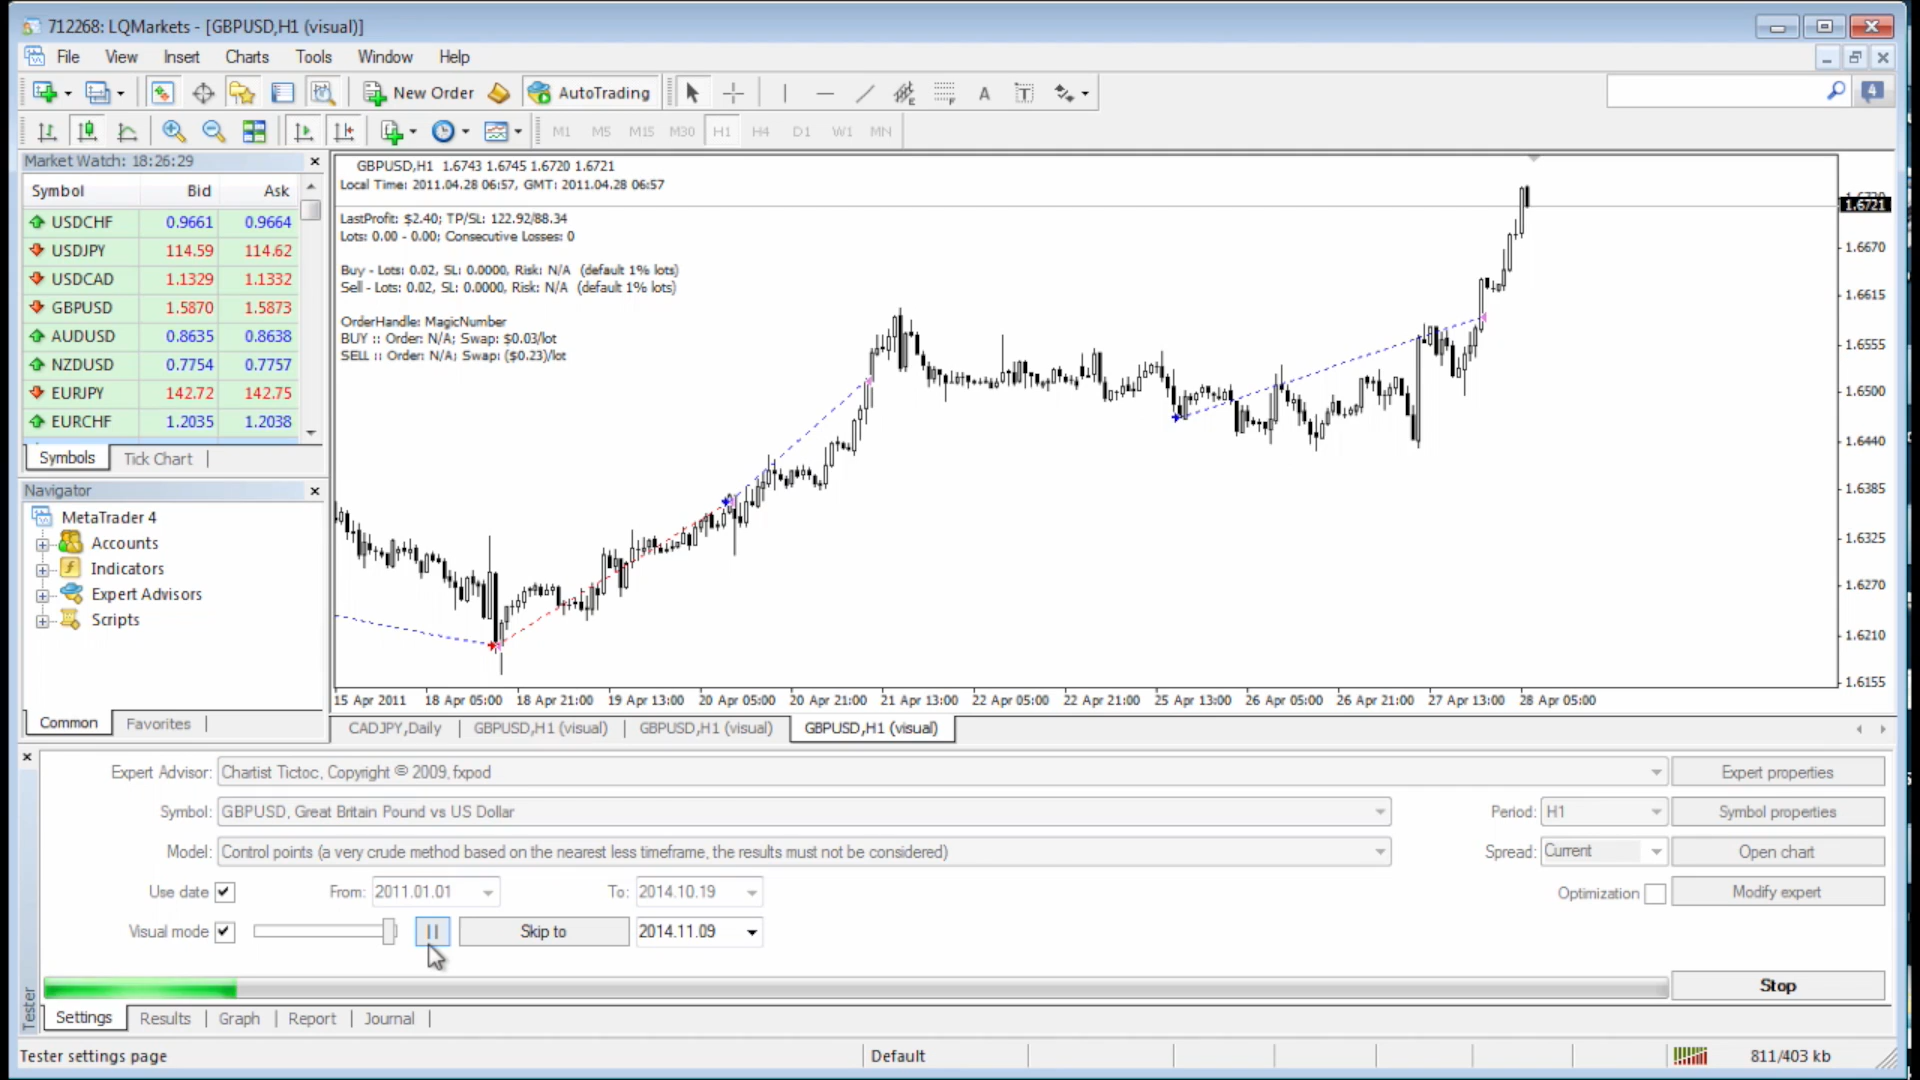 712268: LQMarkets - [GBPUSD,H1 (visual)]
File View Insert Charts Tools Window Help
New Order AutoTrading A T 4
M1 M5 M15 M30 H1 H4 D1 W1 MN
Market Watch: 18:26:29
Symbol Bid Ask
USDCHF 0.9661 0.9664
USDJPY 114.59 114.62
USDCAD 1.1329 1.1332
GBPUSD 1.5870 1.5873
AUDUSD 0.8635 0.8638
NZDUSD 0.7754 0.7757
EURJPY 142.72 142.75
EURCHF 1.2035 1.2038
Symbols Tick Chart
Navigator
MetaTrader 4
Accounts
Indicators
Expert Advisors
Scripts
Common Favorites
GBPUSD,H1 1.6743 1.6745 1.6720 1.6721
Local Time: 2011.04.28 06:57, GMT: 2011.04.28 06:57
LastProfit: $2.40; TP/SL: 122.92/88.34
Lots: 0.00 - 0.00; Consecutive Losses: 0
Buy - Lots: 0.02, SL: 0.0000, Risk: N/A (default 1% lots)
Sell - Lots: 0.02, SL: 0.0000, Risk: N/A (default 1% lots)
OrderHandle: MagicNumber
BUY :: Order: N/A; Swap: $0.03/lot
SELL :: Order: N/A; Swap: ($0.23)/lot
1.6721
1.6670
1.6615
1.6555
1.6500
1.6440
1.6385
1.6325
1.6270
1.6210
1.6155
15 Apr 2011 18 Apr 05:00 18 Apr 21:00 19 Apr 13:00 20 Apr 05:00 20 Apr 21:00 21 Apr 13:00 22 Apr 05:00 22 Apr 21:00 25 Apr 13:00 26 Apr 05:00 26 Apr 21:00 27 Apr 13:00 28 Apr 05:00
CADJPY,Daily GBPUSD,H1 (visual) GBPUSD,H1 (visual) GBPUSD,H1 (visual)
Expert Advisor: Chartist Tictoc, Copyright © 2009, fxpod Expert properties
Symbol: GBPUSD, Great Britain Pound vs US Dollar Period: H1 Symbol properties
Model: Control points (a very crude method based on the nearest less timeframe, the results must not be considered) Spread: Current Open chart
Use date From: 2011.01.01 To: 2014.10.19 Optimization Modify expert
Visual mode Skip to 2014.11.09
Stop
Tester
Settings Results Graph Report Journal
Tester settings page Default 811/403 kb